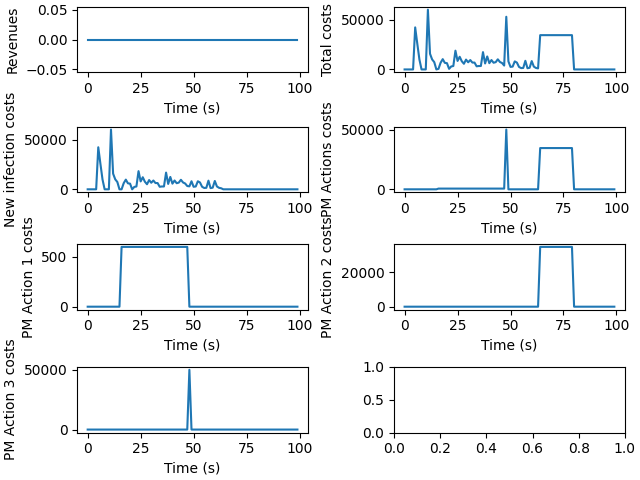 Revenues
0.05
0.00
−0.05
0 25 50 75 100
Time (s)
Total costs
50000
0
0 25 50 75 100
Time (s)
New infection costs
50000
0
0 25 50 75 100
Time (s)
PM Actions costs
50000
0
0 25 50 75 100
Time (s)
PM Action 1 costs
500
0
0 25 50 75 100
Time (s)
PM Action 2 costs
20000
0
0 25 50 75 100
Time (s)
PM Action 3 costs
50000
0
0 25 50 75 100
Time (s)
1.0
0.5
0.0
0.0 0.2 0.4 0.6 0.8 1.0